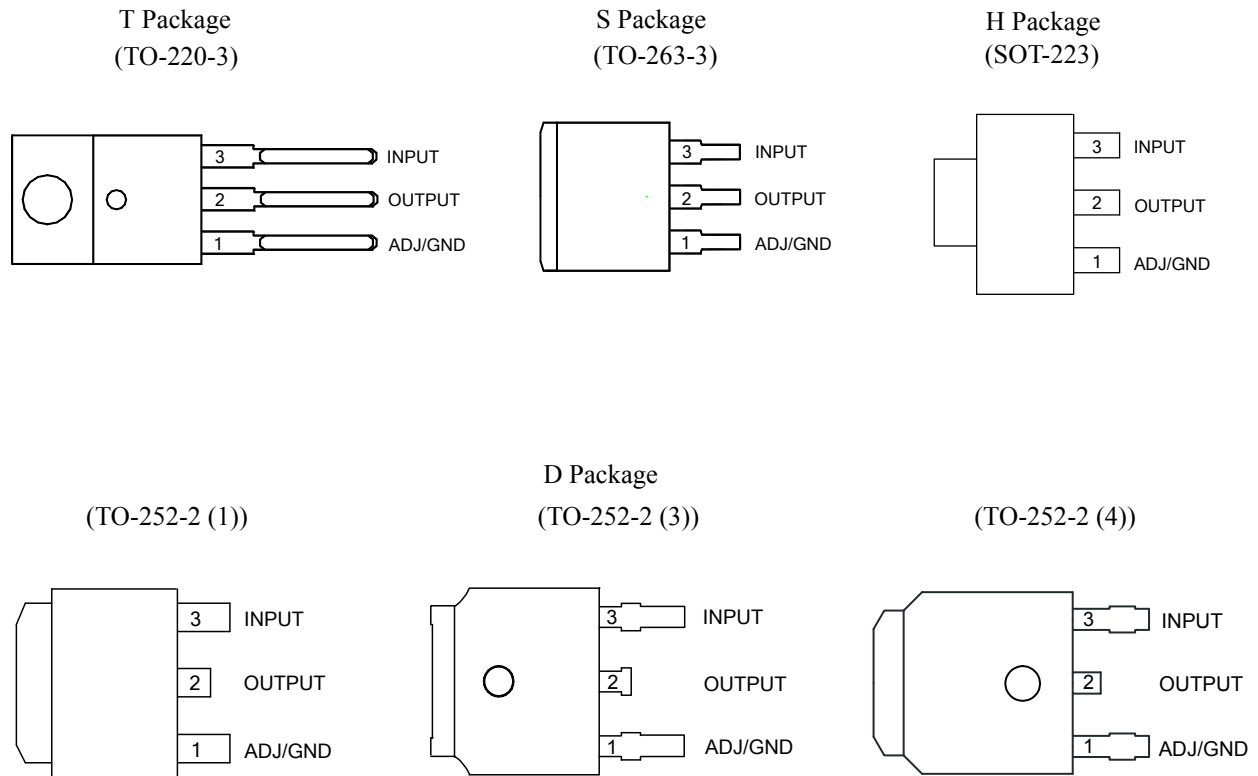 T Package
(TO-220-3)
S Package
(TO-263-3)
H Package
(SOT-223)
3 INPUT
2 OUTPUT
1 ADJ/GND
3 INPUT
2 OUTPUT
1 ADJ/GND
3 INPUT
2 OUTPUT
1 ADJ/GND
D Package
(TO-252-2 (1))
(TO-252-2 (3))
(TO-252-2 (4))
3 INPUT
2 OUTPUT
1 ADJ/GND
3 INPUT
2 OUTPUT
1 ADJ/GND
3 INPUT
2 OUTPUT
1 ADJ/GND